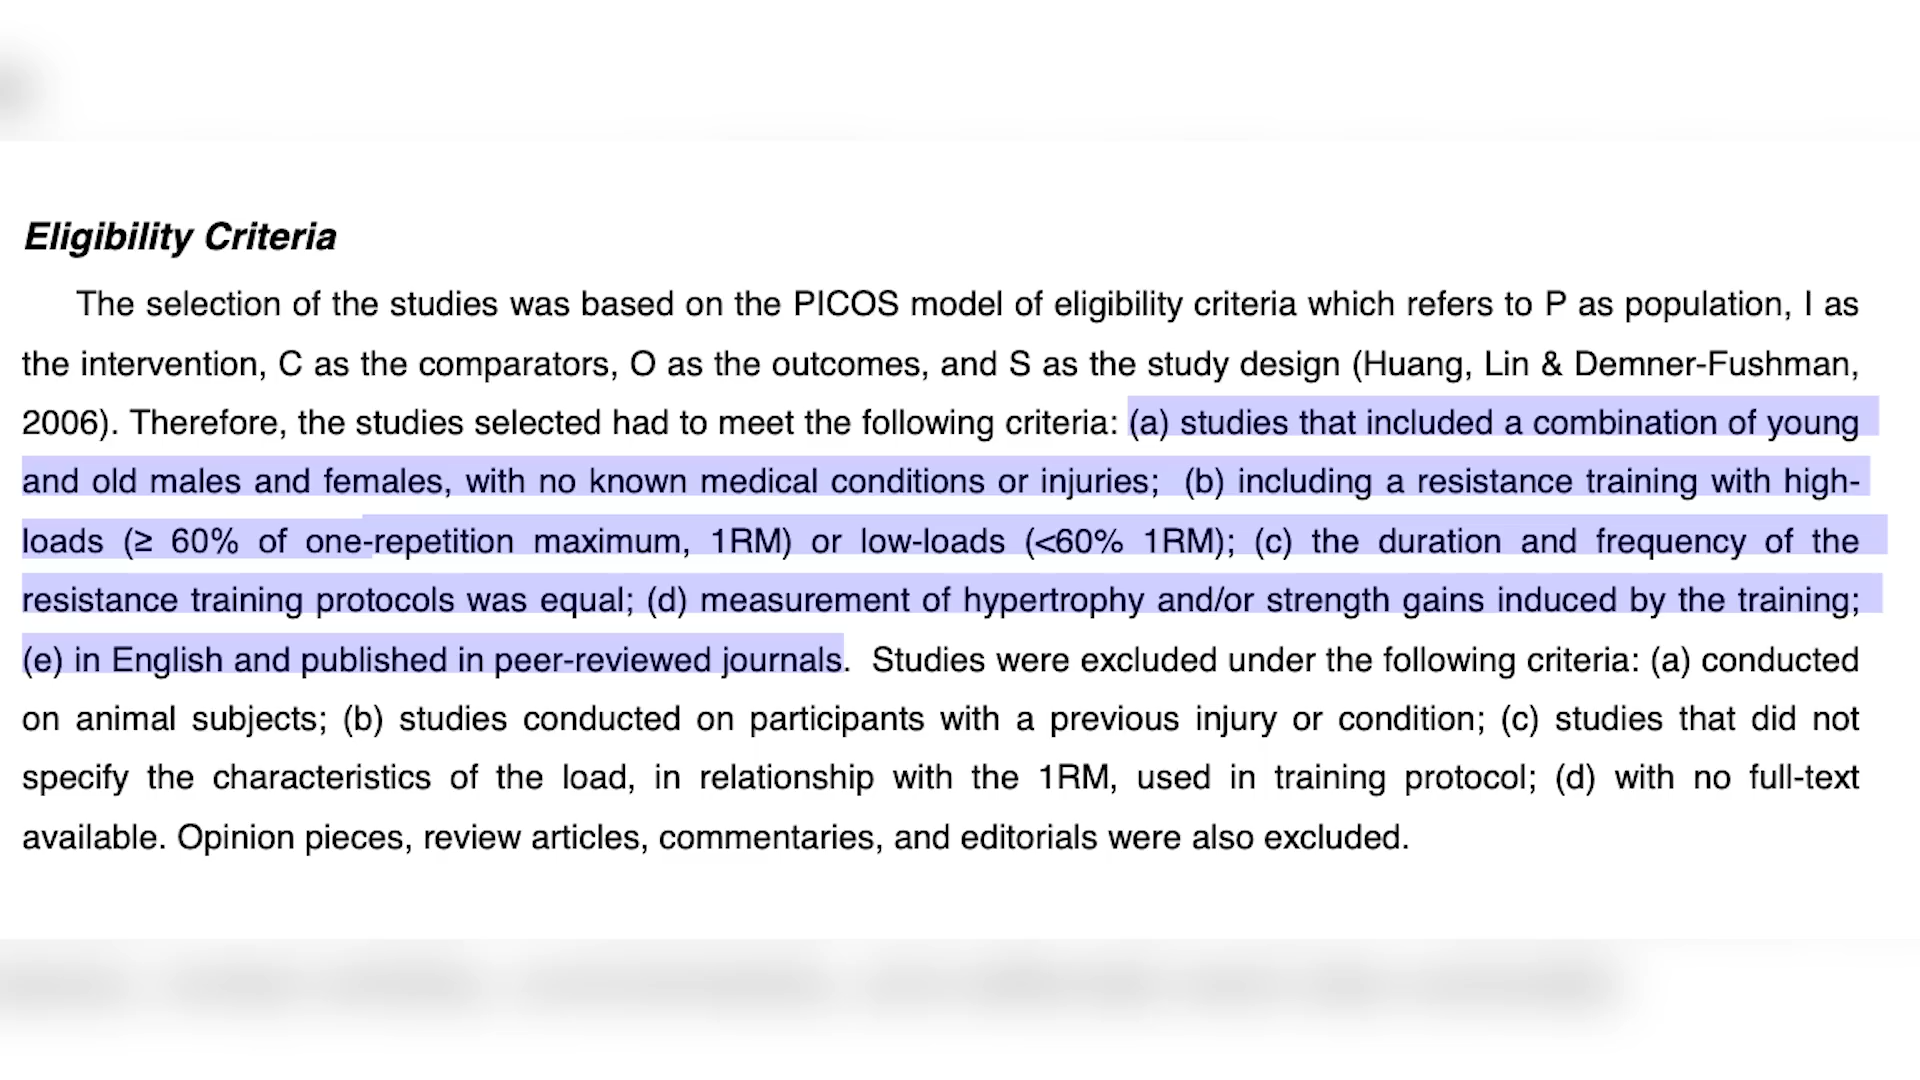 Eligibility Criteria
The selection of the studies was based on the PICOS model of eligibility criteria which refers to P as population, I as
the intervention, C as the comparators, O as the outcomes, and S as the study design (Huang, Lin & Demner-Fushman,
2006). Therefore, the studies selected had to meet the following criteria: (a) studies that included a combination of young
and old males and females, with no known medical conditions or injuries; (b) including a resistance training with high-
loads (≥ 60% of one-repetition maximum, 1RM) or low-loads (<60% 1RM); (c) the duration and frequency of the
resistance training protocols was equal; (d) measurement of hypertrophy and/or strength gains induced by the training;
(e) in English and published in peer-reviewed journals. Studies were excluded under the following criteria: (a) conducted
on animal subjects; (b) studies conducted on participants with a previous injury or condition; (c) studies that did not
specify the characteristics of the load, in relationship with the 1RM, used in training protocol; (d) with no full-text
available. Opinion pieces, review articles, commentaries, and editorials were also excluded.